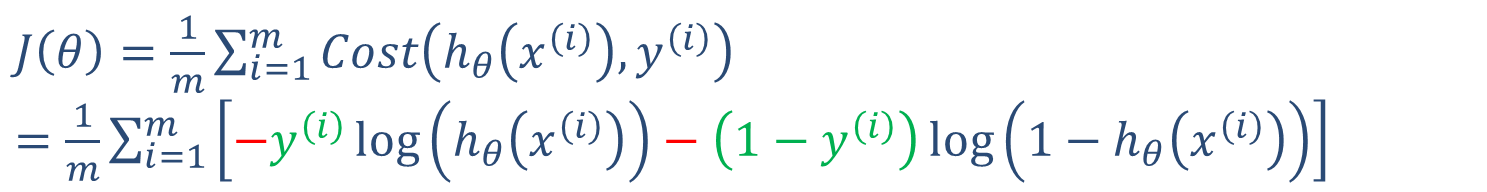 J(θ) = 1/m ∑_{i=1}^{m} Cost(h_θ(x^{(i)}), y^{(i)})
= 1/m ∑_{i=1}^{m} [−y^{(i)} log(h_θ(x^{(i)})) − (1 − y^{(i)}) log(1 − h_θ(x^{(i)}))]